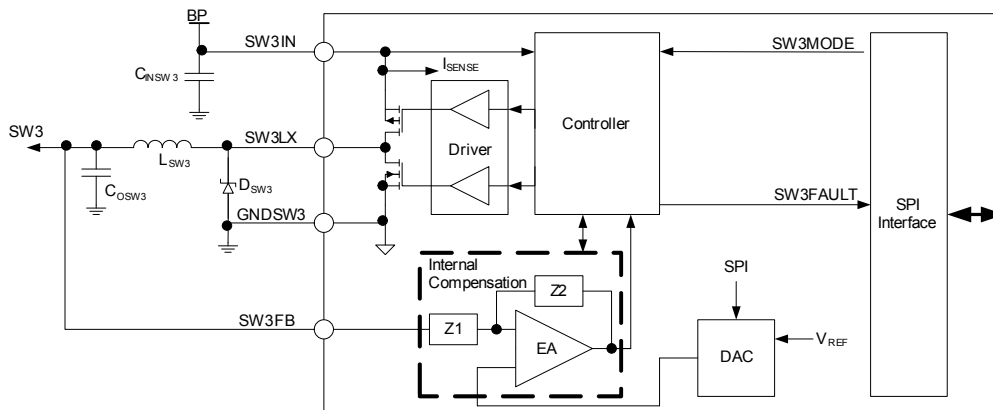 BP
SW3IN
SW3MODE
CINSW3
ISENSE
Controller
SW3
SW3LX
Driver
LSW3
DSW3
COSW3
SW3FAULT
SPI
Interface
GNDSW3
Internal
Compensation
SPI
Z2
SW3FB
Z1
EA
DAC
VREF